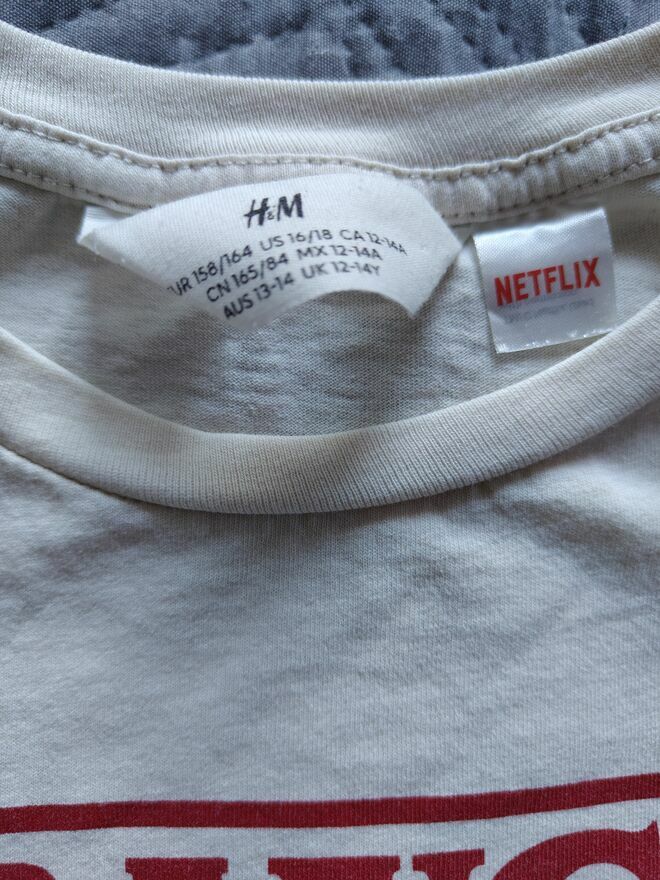 H&M
EUR 158/164 US 16/18 CA 12-14A
CN 165/84 MX 12-14A
AUS 13-14 UK 12-14Y
NETFLIX